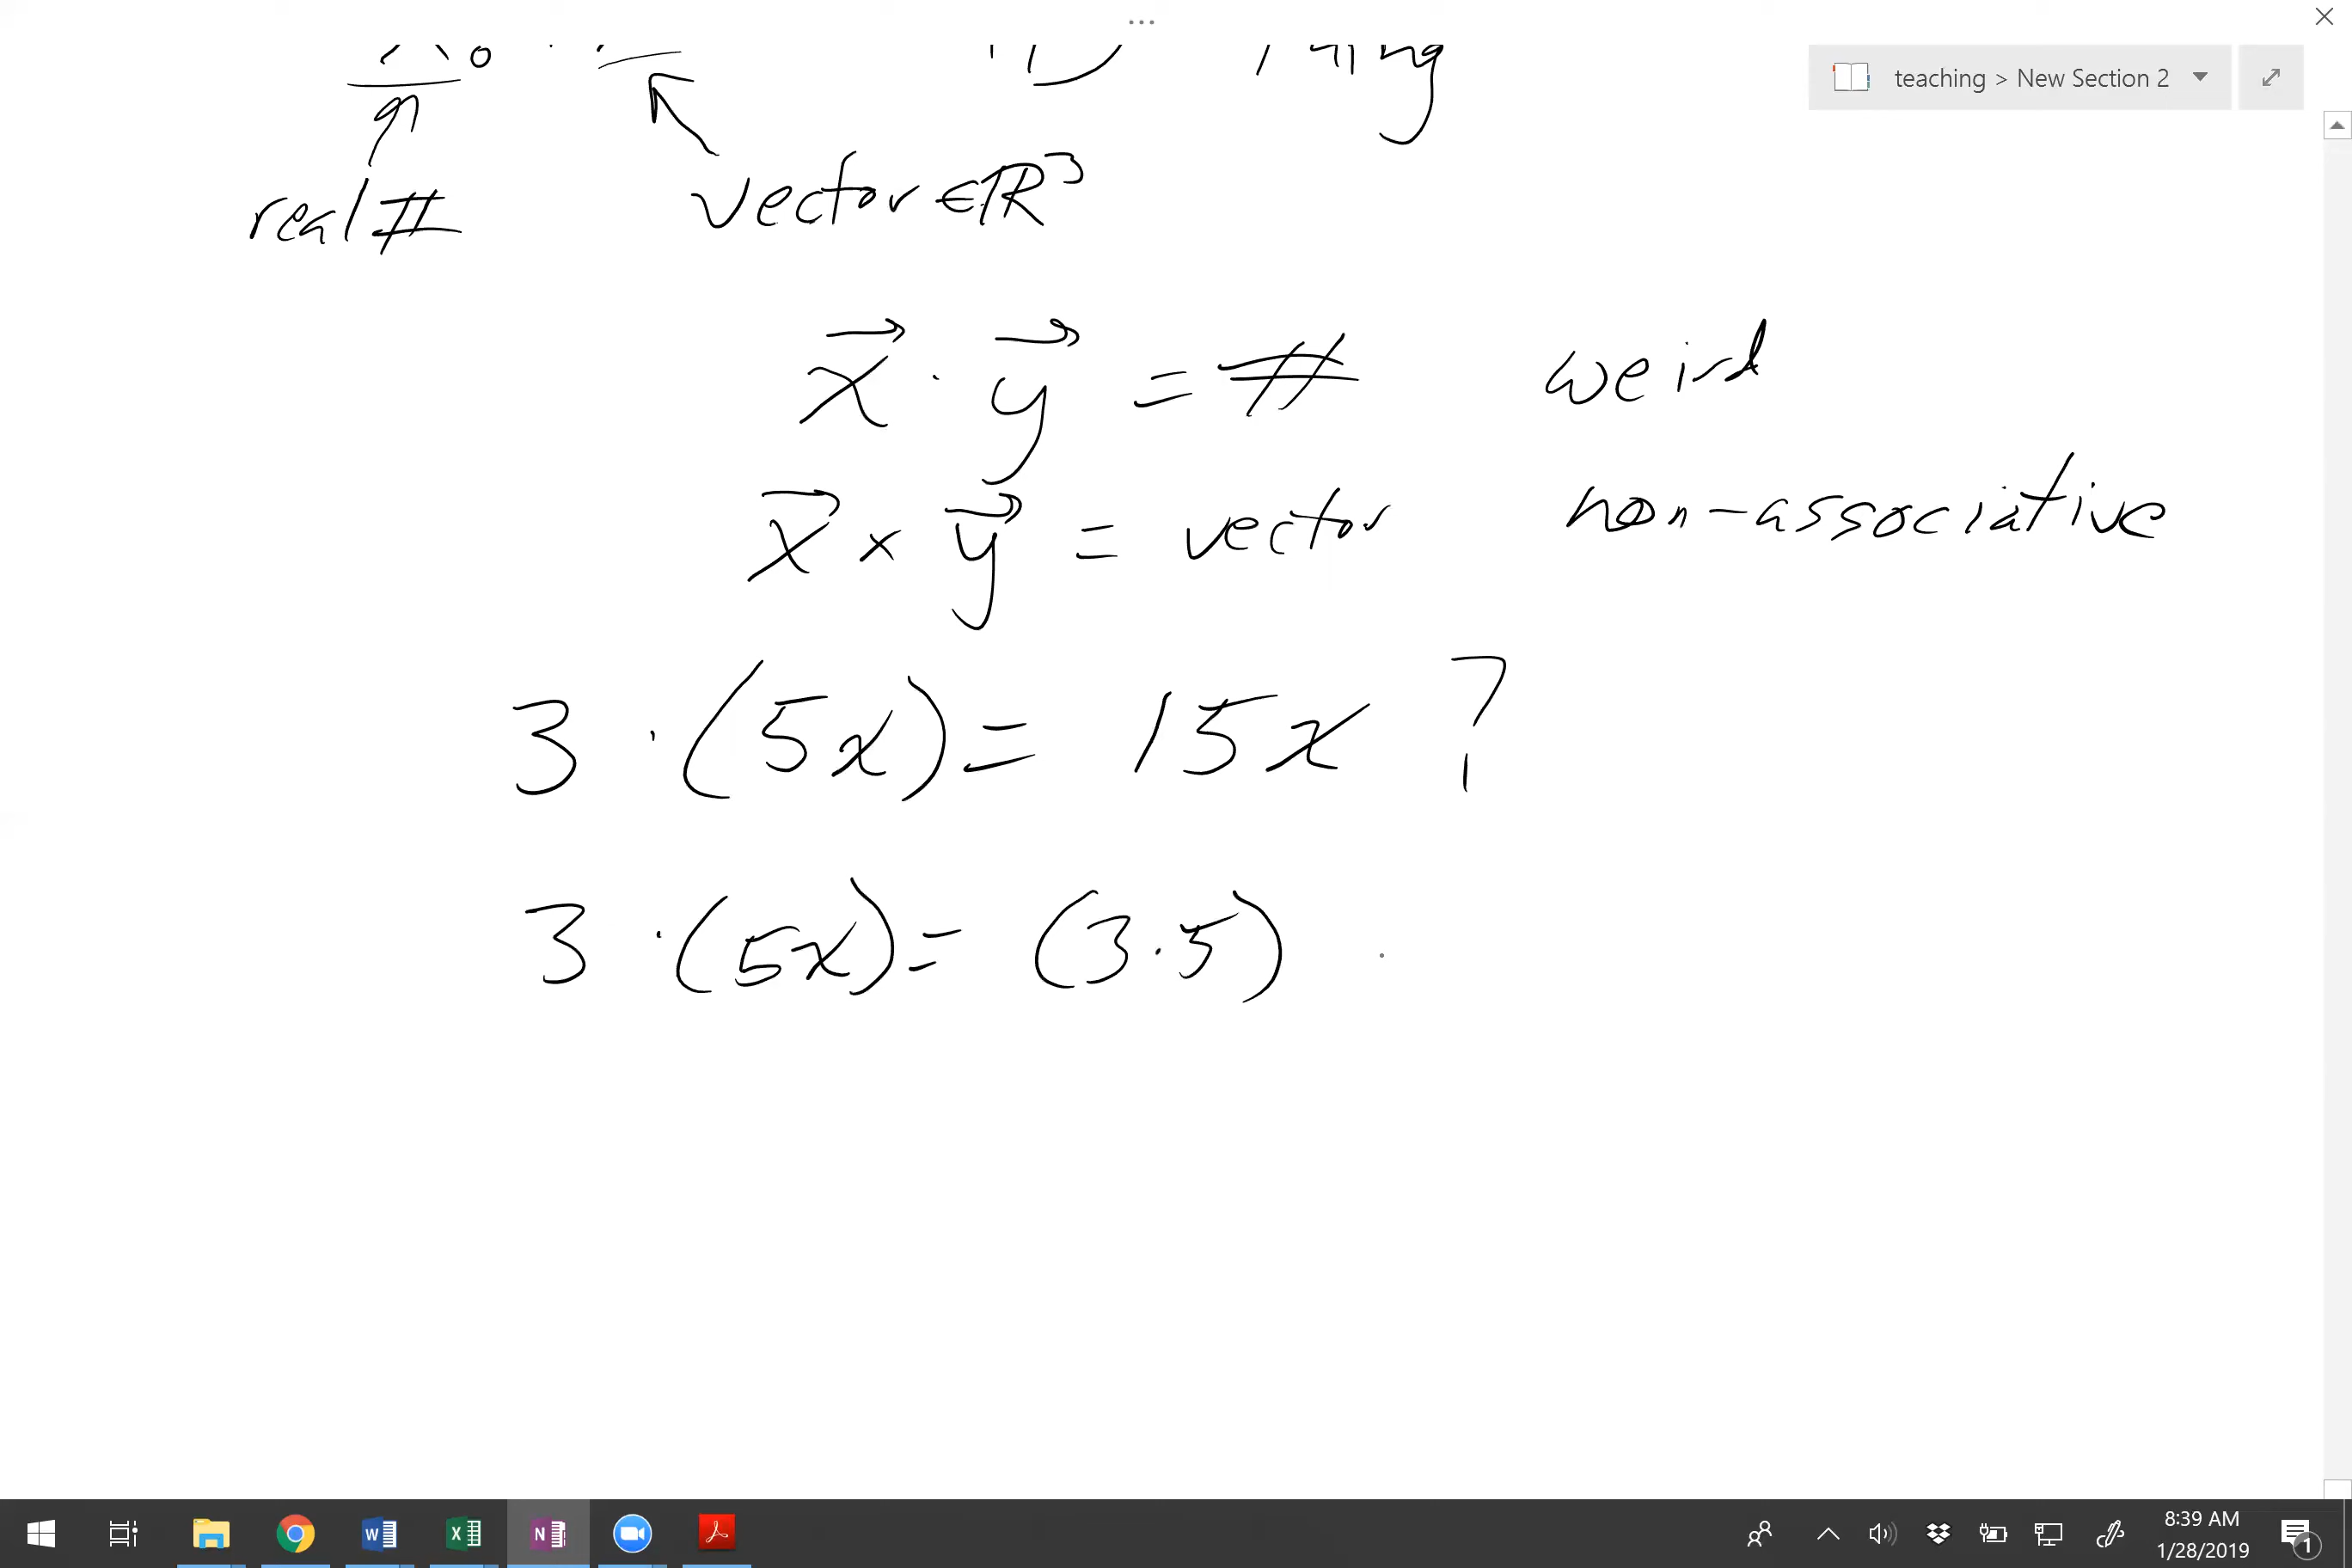 teaching > New Section 2
real #
vector ∈ ℝ³
x⃗ · y⃗ = # weird
x⃗ × y⃗ = vector non-associative
3 · (5x) = 15x ?
3 · (5x) = (3·5)
8:39 AM
1/28/2019
1